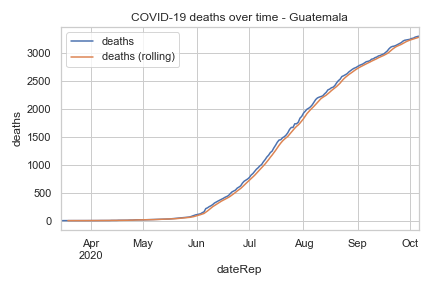 COVID-19 deaths over time - Guatemala
deaths
deaths (rolling)
3000
2500
2000
1500
1000
500
0
deaths
Apr
2020
May
Jun
Jul
Aug
Sep
Oct
dateRep